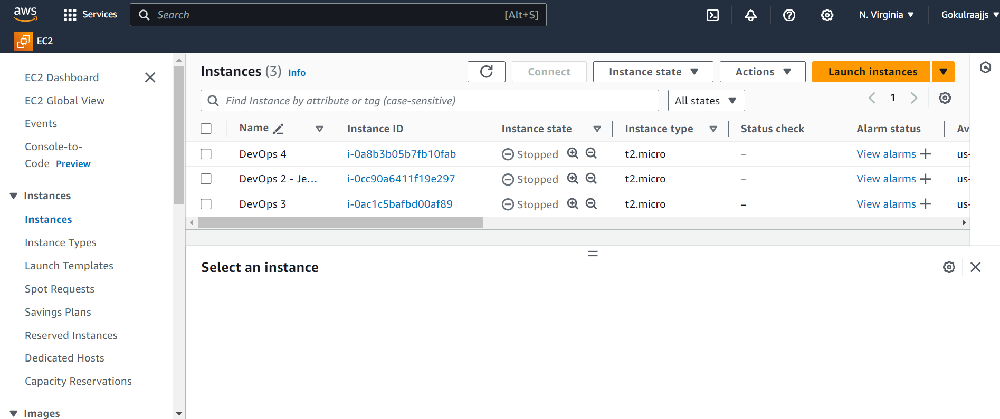 aws Services Search [Alt+S] N. Virginia Gokulraajjs
EC2
EC2 Dashboard
EC2 Global View
Events
Console-to-
Code Preview
Instances
Instances
Instance Types
Launch Templates
Spot Requests
Savings Plans
Reserved Instances
Dedicated Hosts
Capacity Reservations
Images
Instances (3) Info Connect Instance state Actions Launch instances
Find Instance by attribute or tag (case-sensitive) All states 1
Name Instance ID Instance state Instance type Status check Alarm status Av
DevOps 4 i-0a8b3b05b7fb10fab Stopped t2.micro – View alarms + us-
DevOps 2 - Je... i-0cc90a6411f19e297 Stopped t2.micro – View alarms + us-
DevOps 3 i-0ac1c5bafbd00af89 Stopped t2.micro – View alarms + us-
Select an instance